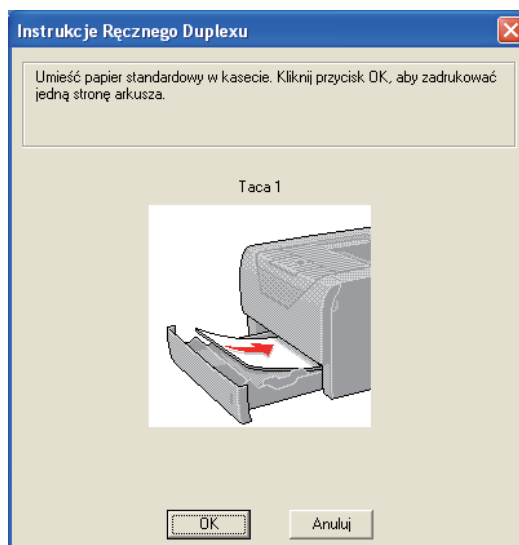 Instrukcje Ręcznego Duplexu
Umieść papier standardowy w kasecie. Kliknij przycisk OK, aby zadrukować
jedną stronę arkusza.
Taca 1
OK
Anuluj